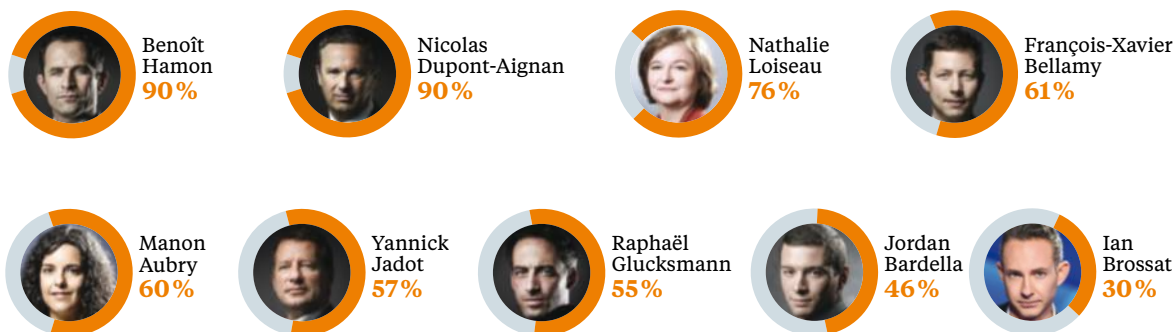 Benoît
Hamon
90 %
Nicolas
Dupont-Aignan
90 %
Nathalie
Loiseau
76 %
François-Xavier
Bellamy
61 %
Manon
Aubry
60 %
Yannick
Jadot
57 %
Raphaël
Glucksmann
55 %
Jordan
Bardella
46 %
Ian
Brossat
30 %